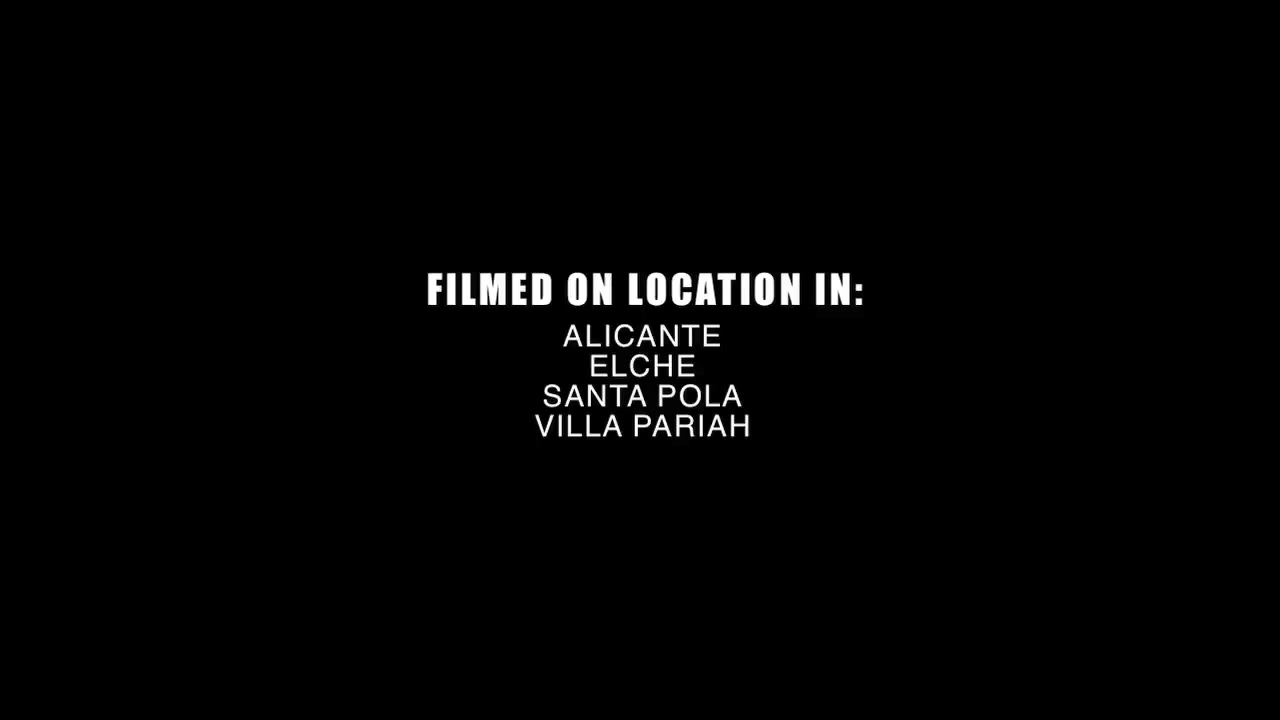 FILMED ON LOCATION IN:
ALICANTE
ELCHE
SANTA POLA
VILLA PARIAH